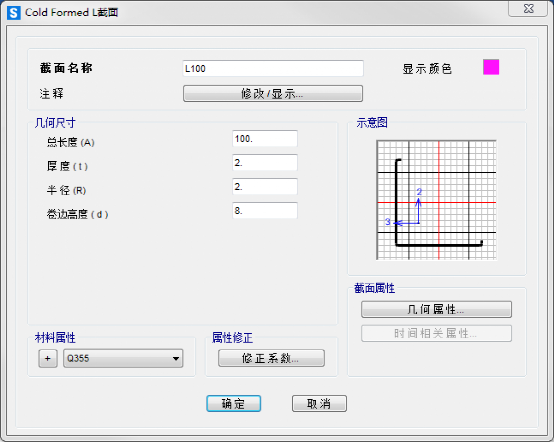 S Cold Formed L截面
截面名称 L100 显示颜色
注释 修改/显示...
几何尺寸 示意图
总长度(A) 100.
厚度(t) 2.
半径(R) 2.
卷边高度(d) 8.
2
3
截面属性
几何属性...
时间相关属性...
材料属性 属性修正
+ Q355 修正系数...
确定 取消